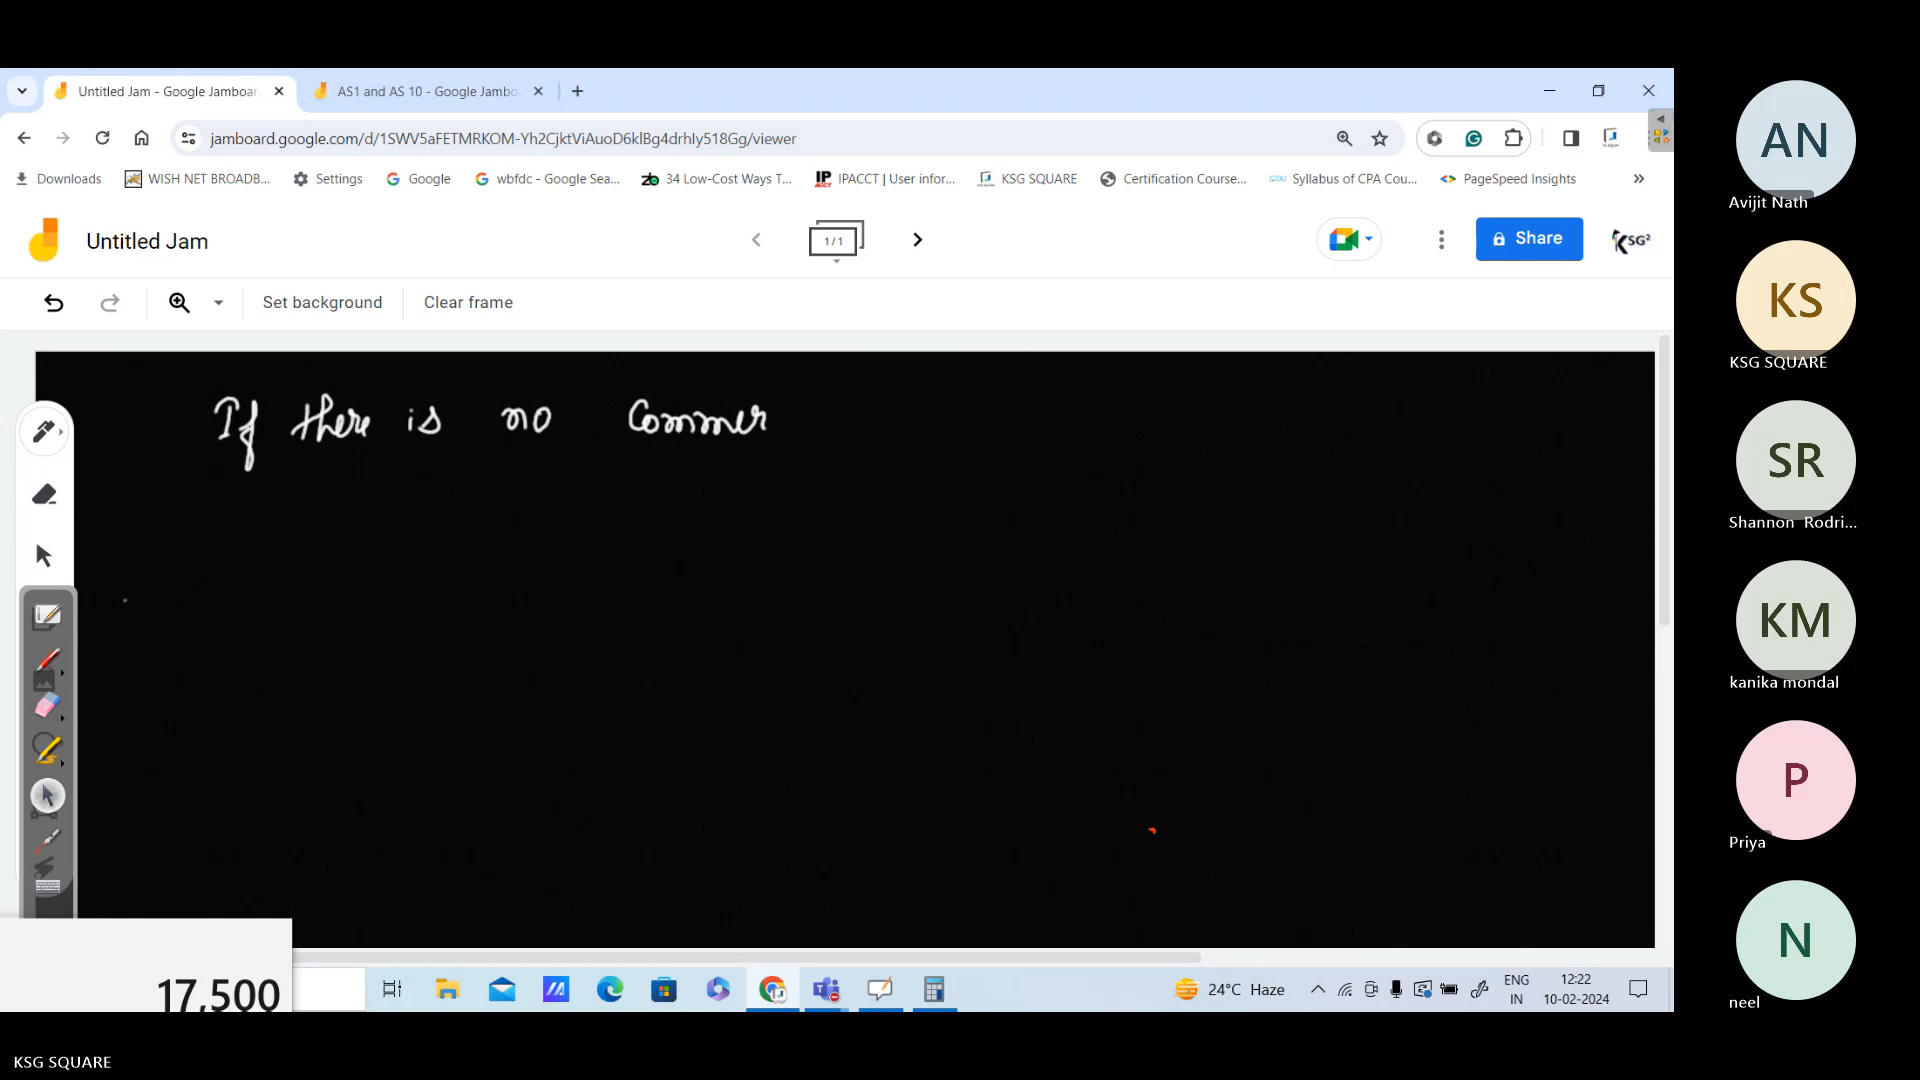 Untitled Jam - Google Jamboar
AS1 and AS 10 - Google Jambo
jamboard.google.com/d/1SWV5aFETMRKOM-Yh2CjktViAuoD6klBg4drhIy518Gg/viewer
Downloads
WISH NET BROADB...
Settings
Google
wbfdc - Google Sea...
34 Low-Cost Ways T...
IPACCT | User infor...
KSG SQUARE
Certification Course...
Syllabus of CPA Cou...
PageSpeed Insights
Untitled Jam
1/1
Share
KSG²
Set background
Clear frame
If there is no Commer
17,500
24°C Haze
ENG
IN
12:22
10-02-2024
AN
Avijit Nath
KS
KSG SQUARE
SR
Shannon Rodri...
KM
kanika mondal
P
Priya
N
neel
KSG SQUARE